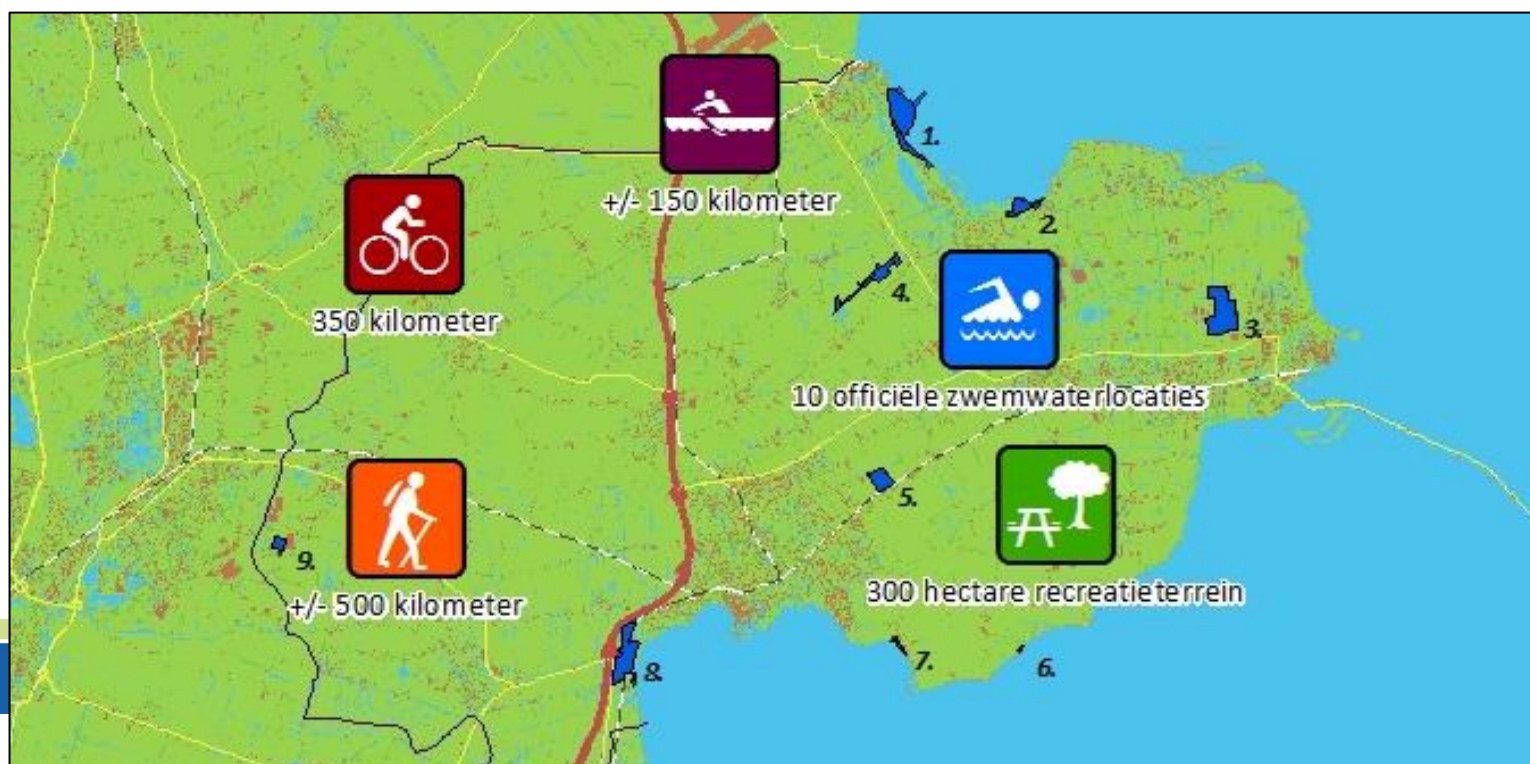 +/- 150 kilometer
350 kilometer
10 officiële zwemwaterlocaties
+/- 500 kilometer
300 hectare recreatieterrein
1.
2.
3.
4.
5.
6.
7.
8.
9.